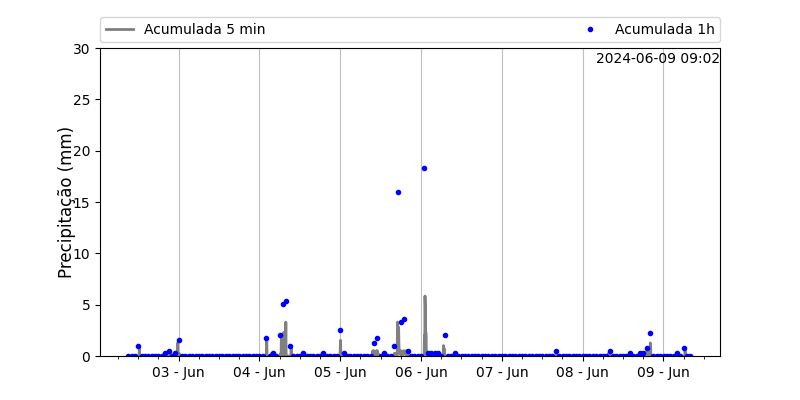 Acumulada 5 min
Acumulada 1h
2024-06-09 09:02
Precipitação (mm)
30
25
20
15
10
5
0
03 - Jun
04 - Jun
05 - Jun
06 - Jun
07 - Jun
08 - Jun
09 - Jun